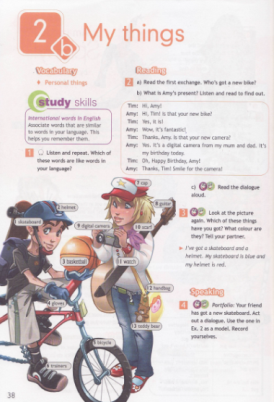 2 b My things
Vocabulary
Personal things
study skills
International words in English
Associate words that are similar
to words in your language. This
helps you remember them.
1 Listen and repeat. Which of
these words are like words in
your language?
Reading
2 a) Read the first exchange. Who's got a new bike?
b) What is Amy's present? Listen and read to find out.
Tim: Hi, Amy!
Amy: Hi, Tim! Is that your new bike?
Tim: Yes, it is!
Amy: Wow. It's fantastic!
Tim: Thanks, Amy. Is that your new camera?
Amy: Yes. It's a digital camera from my mum and dad. It's
my birthday today.
Tim: Oh, Happy Birthday, Amy!
Amy: Thanks, Tim! Smile for the camera!
c) Read the dialogue
aloud.
3 Look at the picture
again. Which of these things
have you got? What colour are
they? Tell your partner.
I've got a skateboard and a
helmet. My skateboard is blue and
my helmet is red.
Speaking
4 Portfolio: Your friend
has got a new skateboard. Act
out a dialogue. Use the one in
Ex. 2 as a model. Record
yourselves.
skateboard
2 helmet
3 basketball
4 gloves
5 bicycle
6 trainers
7 cap
8 digital camera
9 guitar
10 scarf
11 watch
12 handbag
13 teddy bear
38